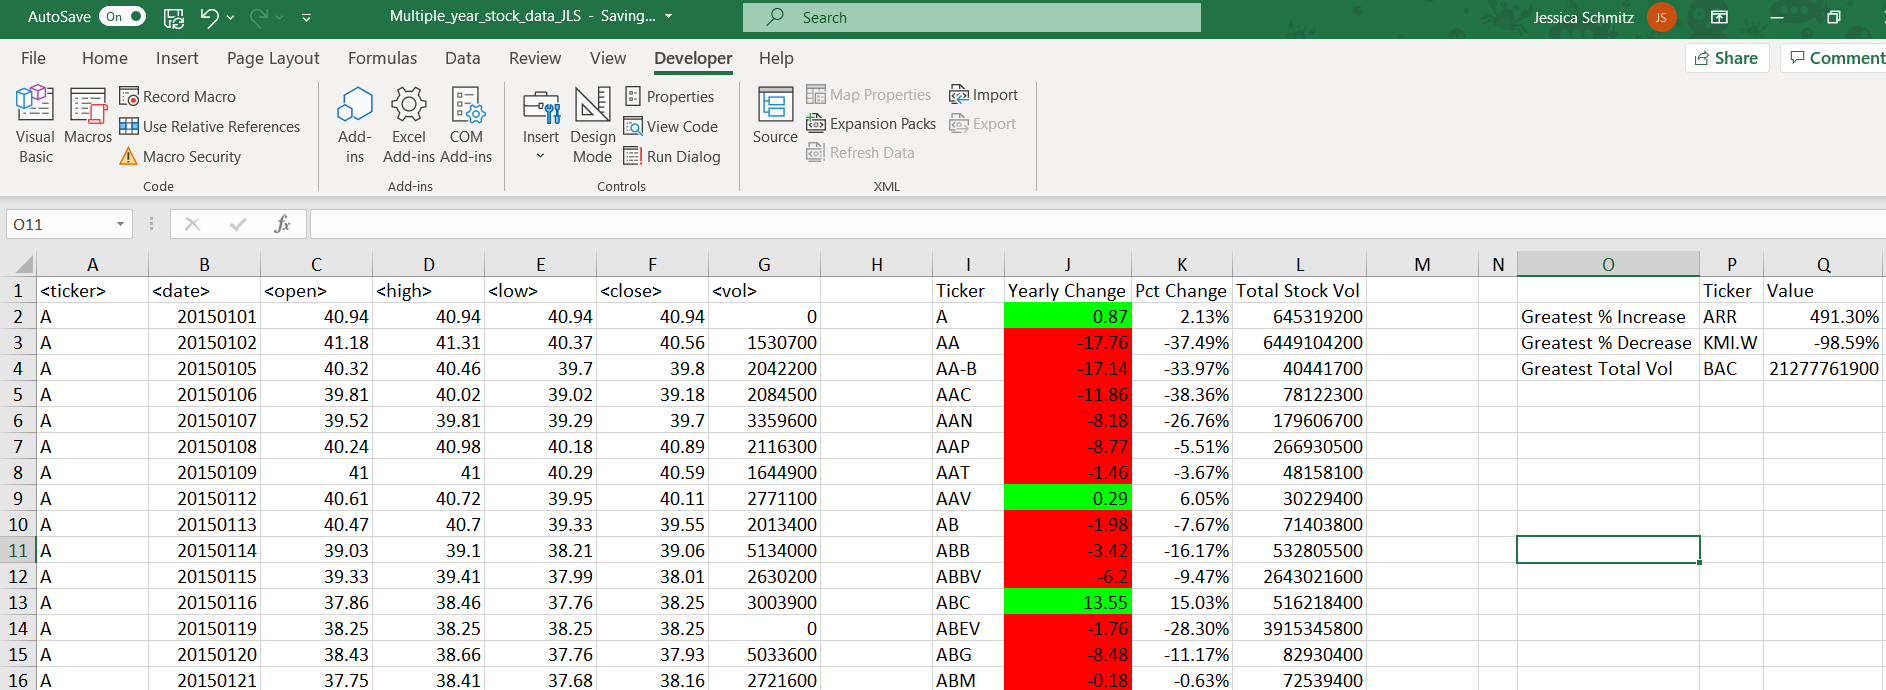 AutoSave On Multiple_year_stock_data_JLS - Saving... Search Jessica Schmitz JS
File Home Insert Page Layout Formulas Data Review View Developer Help Share Comment
Visual Basic
Macros
Record Macro
Use Relative References
Macro Security
Code
Add-ins
Excel Add-ins
COM Add-ins
Add-ins
Insert
Design Mode
Properties
View Code
Run Dialog
Controls
Source
Map Properties
Expansion Packs
Refresh Data
Import
Export
XML
O11 fx
A B C D E F G H I J K L M N O P Q
1 <ticker> <date> <open> <high> <low> <close> <vol> Ticker Yearly Change Pct Change Total Stock Vol Ticker Value
2 A 20150101 40.94 40.94 40.94 40.94 0 A 0.87 2.13% 645319200 Greatest % Increase ARR 491.30%
3 A 20150102 41.18 41.31 40.37 40.56 1530700 AA -17.76 -37.49% 6449104200 Greatest % Decrease KMI.W -98.59%
4 A 20150105 40.32 40.46 39.7 39.8 2042200 AA-B -17.14 -33.97% 40441700 Greatest Total Vol BAC 21277761900
5 A 20150106 39.81 40.02 39.02 39.18 2084500 AAC -11.86 -38.36% 78122300
6 A 20150107 39.52 39.81 39.29 39.7 3359600 AAN -8.18 -26.76% 179606700
7 A 20150108 40.24 40.98 40.18 40.89 2116300 AAP -8.77 -5.51% 266930500
8 A 20150109 41 41 40.29 40.59 1644900 AAT -1.46 -3.67% 48158100
9 A 20150112 40.61 40.72 39.95 40.11 2771100 AAV 0.29 6.05% 30229400
10 A 20150113 40.47 40.7 39.33 39.55 2013400 AB -1.98 -7.67% 71403800
11 A 20150114 39.03 39.1 38.21 39.06 5134000 ABB -3.42 -16.17% 532805500
12 A 20150115 39.33 39.41 37.99 38.01 2630200 ABBV -6.2 -9.47% 2643021600
13 A 20150116 37.86 38.46 37.76 38.25 3003900 ABC 13.55 15.03% 516218400
14 A 20150119 38.25 38.25 38.25 38.25 0 ABEV -1.76 -28.30% 3915345800
15 A 20150120 38.43 38.66 37.76 37.93 5033600 ABG -8.48 -11.17% 82930400
16 A 20150121 37.75 38.41 37.68 38.16 2721600 ABM -0.18 -0.63% 72539400